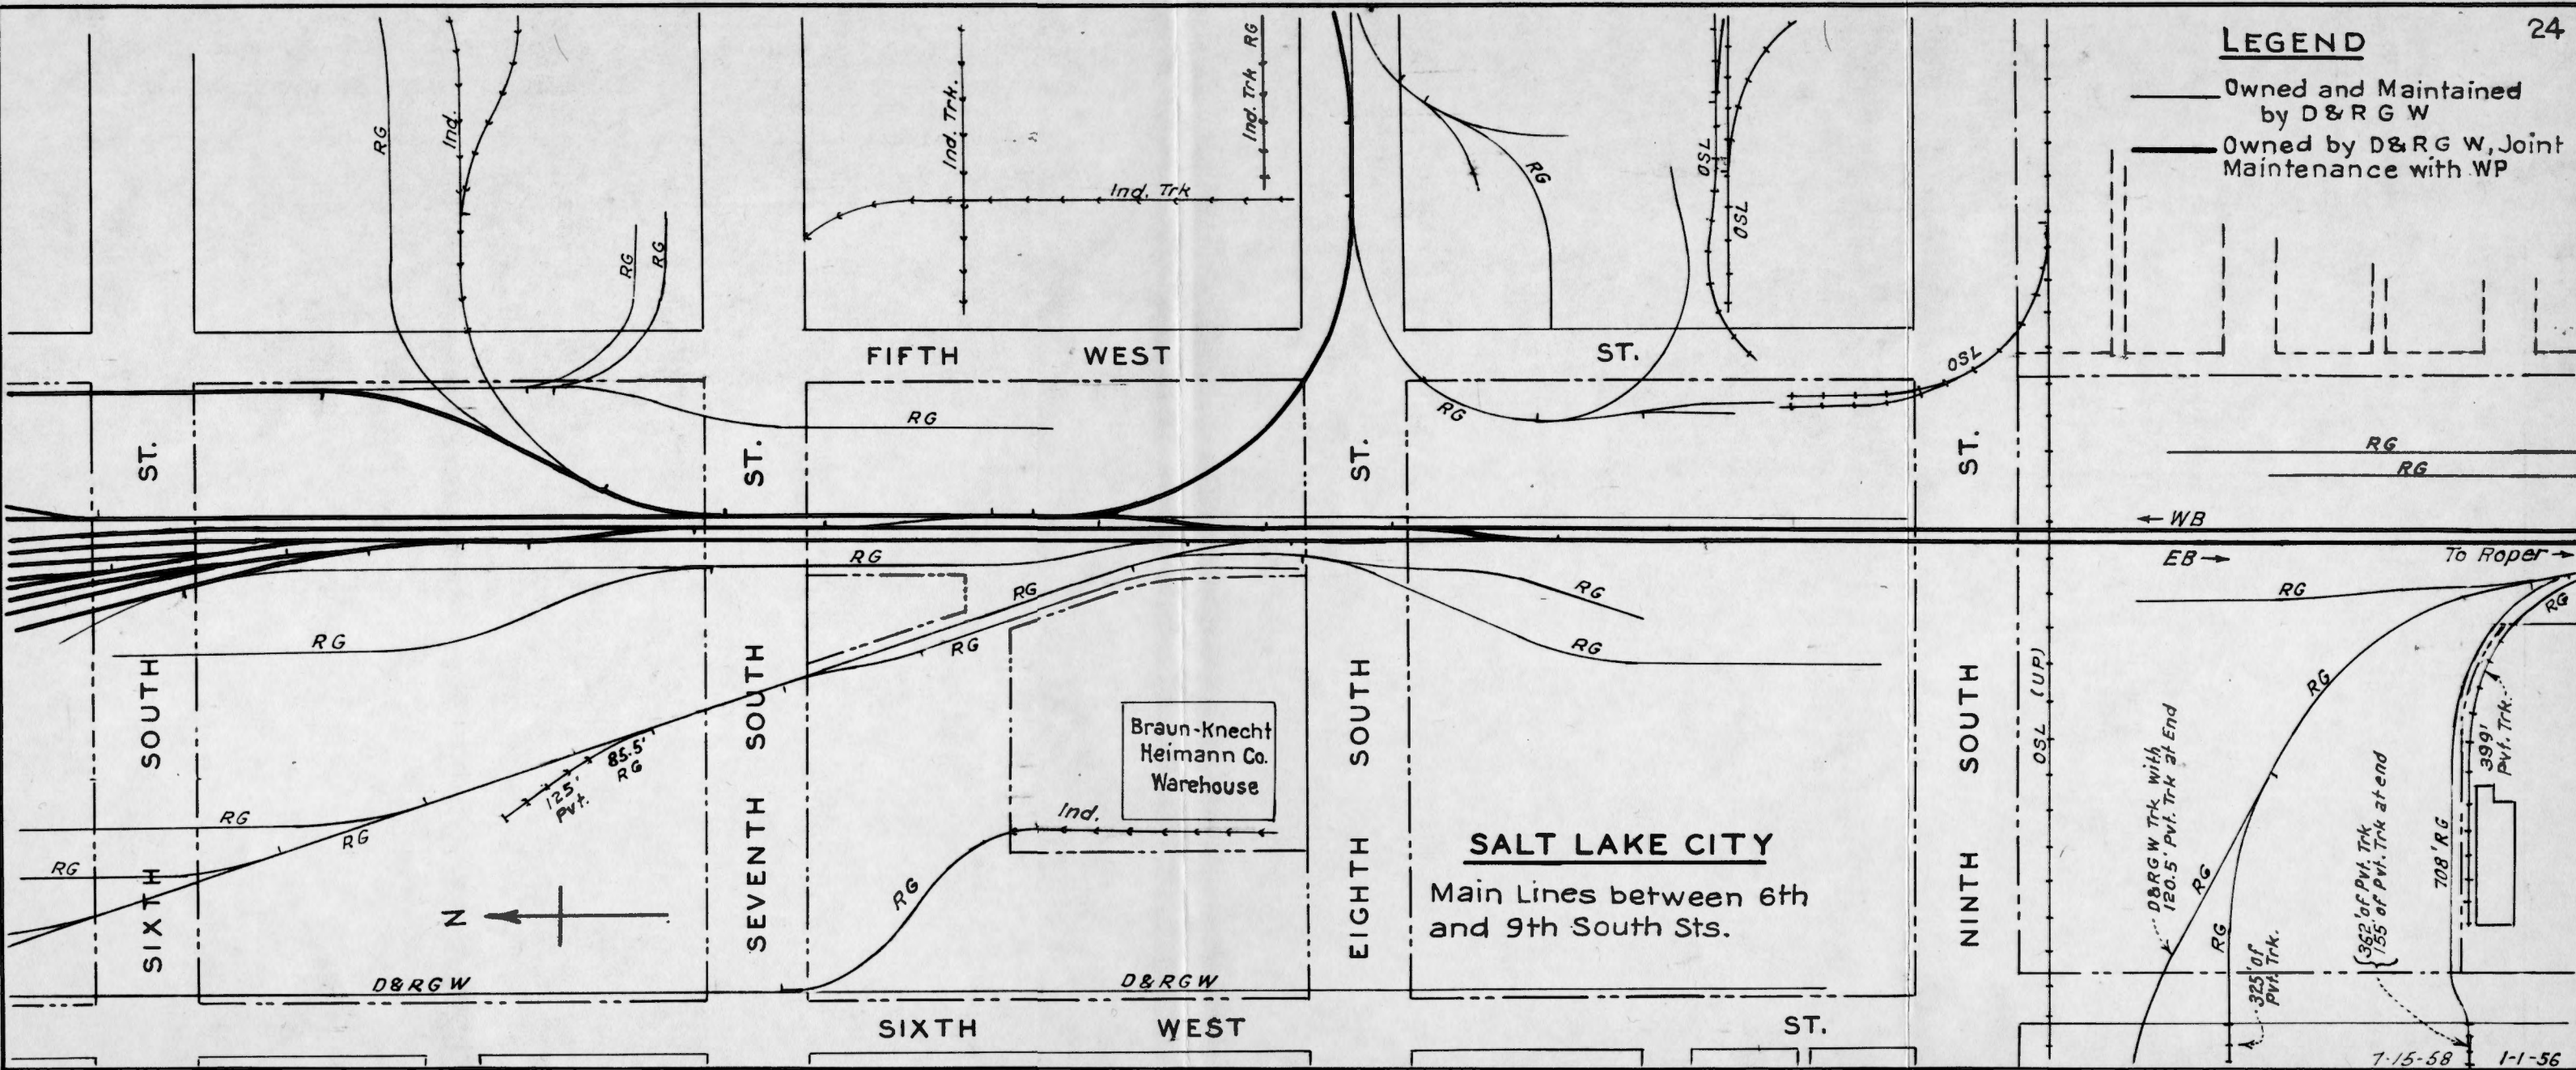 24
LEGEND
Owned and Maintained
by D & R G W
Owned by D & R G W, Joint
Maintenance with WP
RG
Ind.
RG
RG
Ind. Trk.
Ind. Trk RG
Ind. Trk
RG
OSL
OSL
FIFTH WEST ST.
OSL
RG
RG
ST.
ST.
ST.
ST.
RG
RG
← WB
EB →
To Roper →
RG
RG
RG
RG
RG
RG
RG
RG
RG
SIXTH SOUTH
SEVENTH SOUTH
EIGHTH SOUTH
NINTH SOUTH
OSL (UP)
85.5'
RG
125'
Pvt.
RG
RG
RG
Braun-Knecht
Heimann Co.
Warehouse
Ind.
RG
N
SALT LAKE CITY
Main Lines between 6th
and 9th South Sts.
RG
D&RGW Trk with
120.5' Pvt. Trk at End
RG
RG
325' of
Pvt. Trk.
362' of Pvt. Trk
155' of Pvt. Trk at end
708' RG
399'
Pvt. Trk.
D&RGW
D&RGW
SIXTH WEST ST.
7-15-58 1-1-56